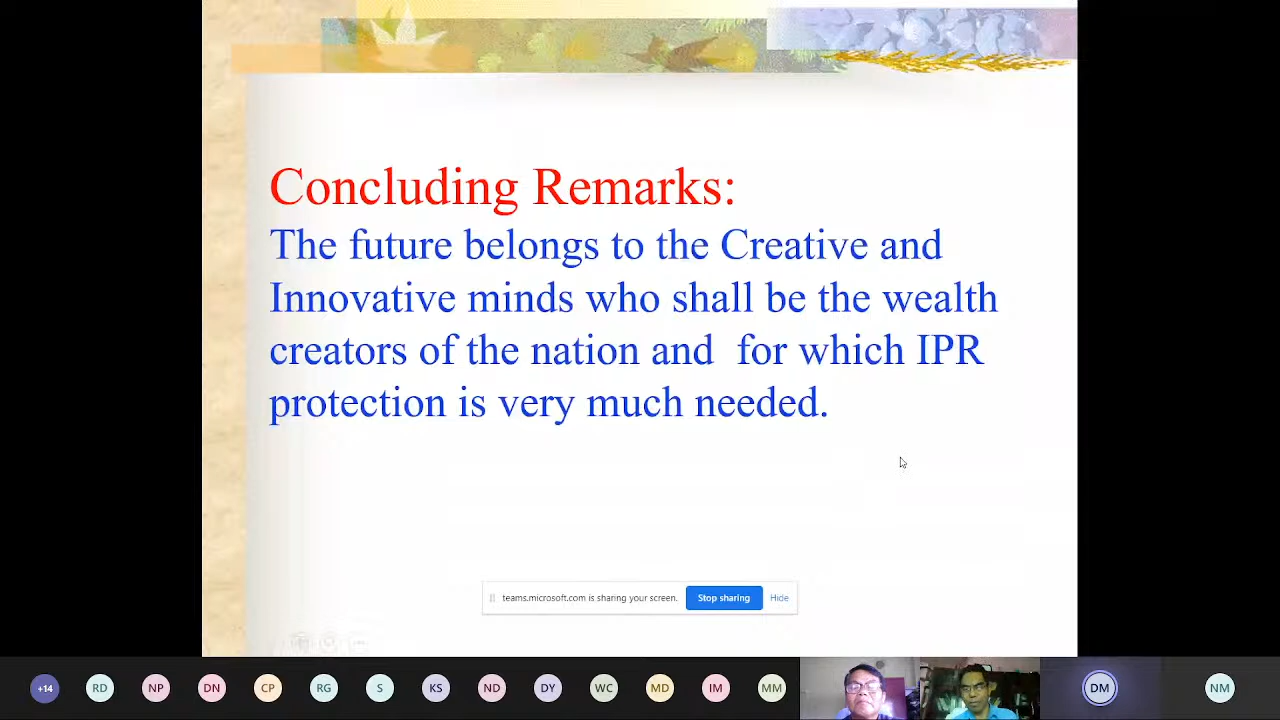 Concluding Remarks:
The future belongs to the Creative and
Innovative minds who shall be the wealth
creators of the nation and  for which IPR
protection is very much needed.
teams.microsoft.com is sharing your screen. Stop sharing Hide
+14 RD NP DN CP RG S KS ND DY WC MD IM MM DM NM